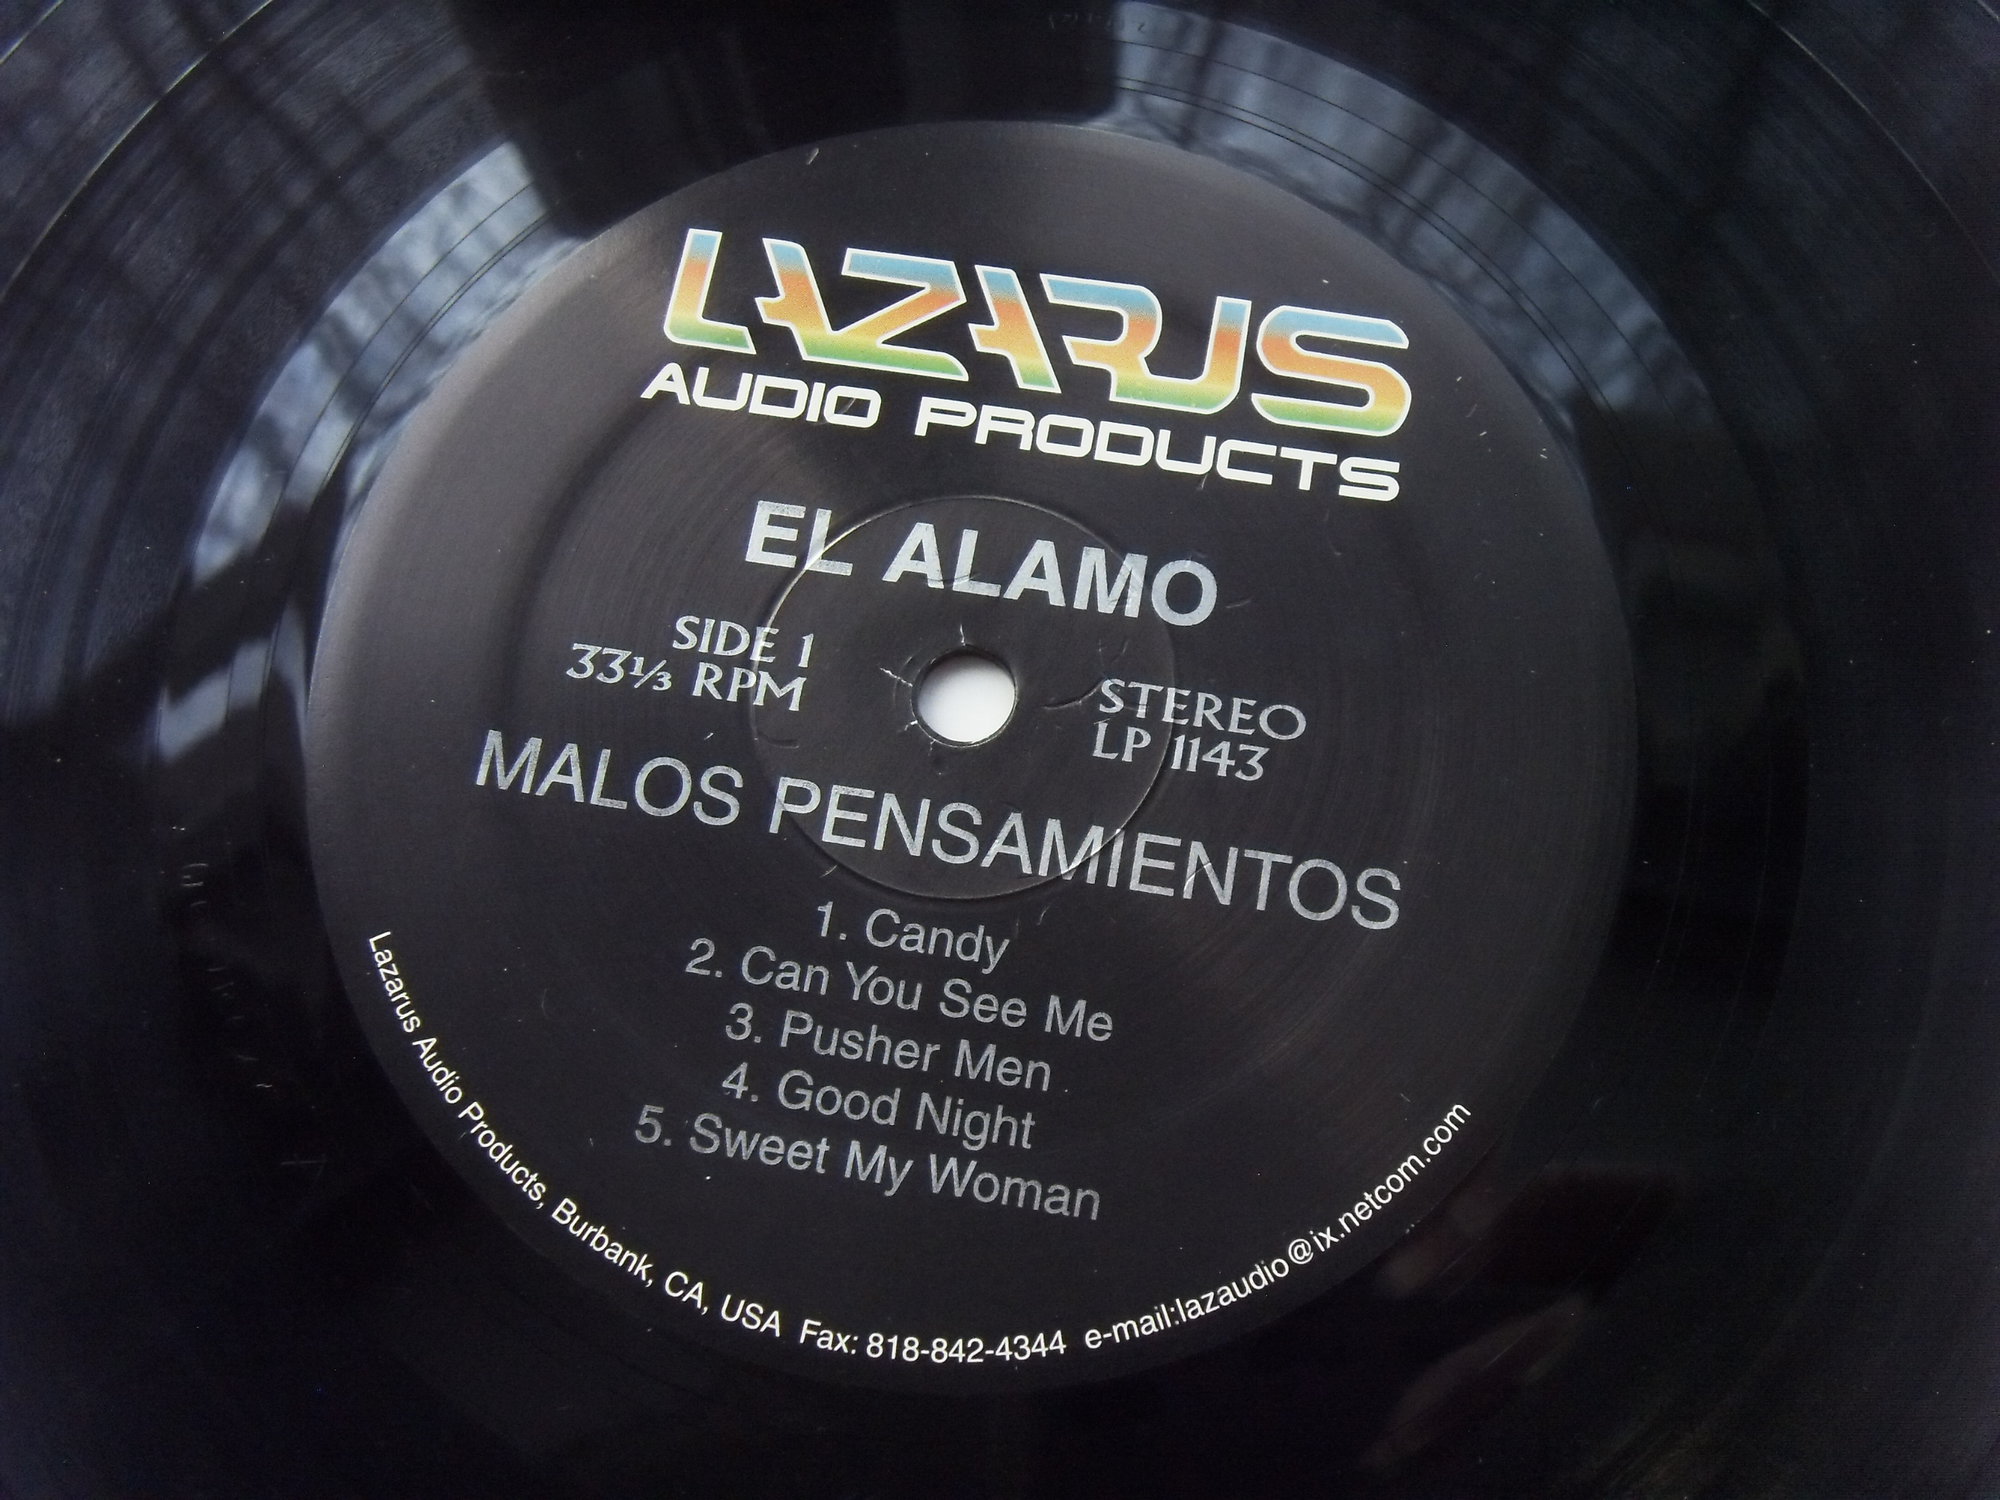 LAZARUS
AUDIO PRODUCTS
EL ALAMO
SIDE 1
33⅓ RPM
STEREO
LP 1143
MALOS PENSAMIENTOS
1. Candy
2. Can You See Me
3. Pusher Men
4. Good Night
5. Sweet My Woman
Lazarus Audio Products, Burbank, CA, USA Fax: 818-842-4344 e-mail:lazaudio@ix.netcom.com